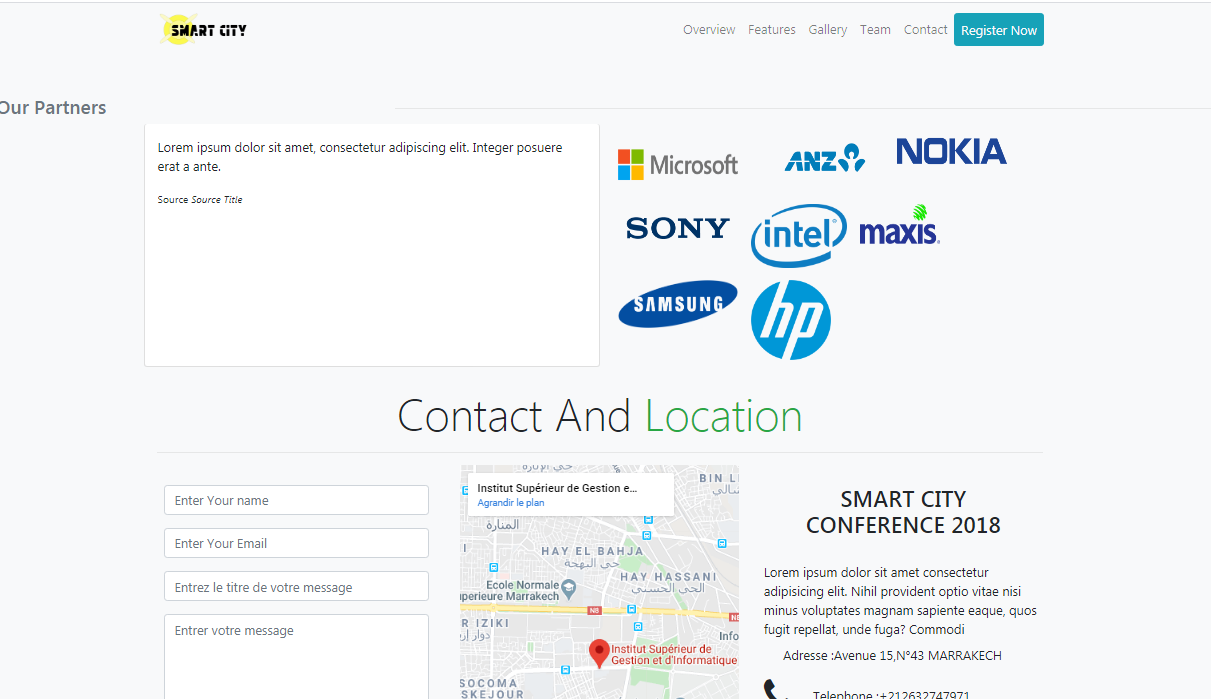 SMART CITY
Overview Features Gallery Team Contact Register Now
Our Partners
Lorem ipsum dolor sit amet, consectetur adipiscing elit. Integer posuere
erat a ante.
Source Source Title
Microsoft ANZ NOKIA
SONY intel maxis.
SAMSUNG hp
Contact And Location
Enter Your name
Enter Your Email
Entrez le titre de votre message
Entrer votre message
Institut Supérieur de Gestion e...
Agrandir le plan
BIN L
المنارة
HAY EL BAHJA
حي البهجة
HAY HASSANI
الحي الحسني
Ecole Normale
uperieure Marrakech
N8
R IZIKI
دوار إز
Info
Institut Supérieur de
Gestion et d'Informatique
SOCOMA
SKEJOUR
SMART CITY
CONFERENCE 2018
Lorem ipsum dolor sit amet consectetur
adipisicing elit. Nihil provident optio vitae nisi
minus voluptates magnam sapiente eaque, quos
fugit repellat, unde fuga? Commodi
Adresse :Avenue 15,N°43 MARRAKECH
Telephone :+212632747971